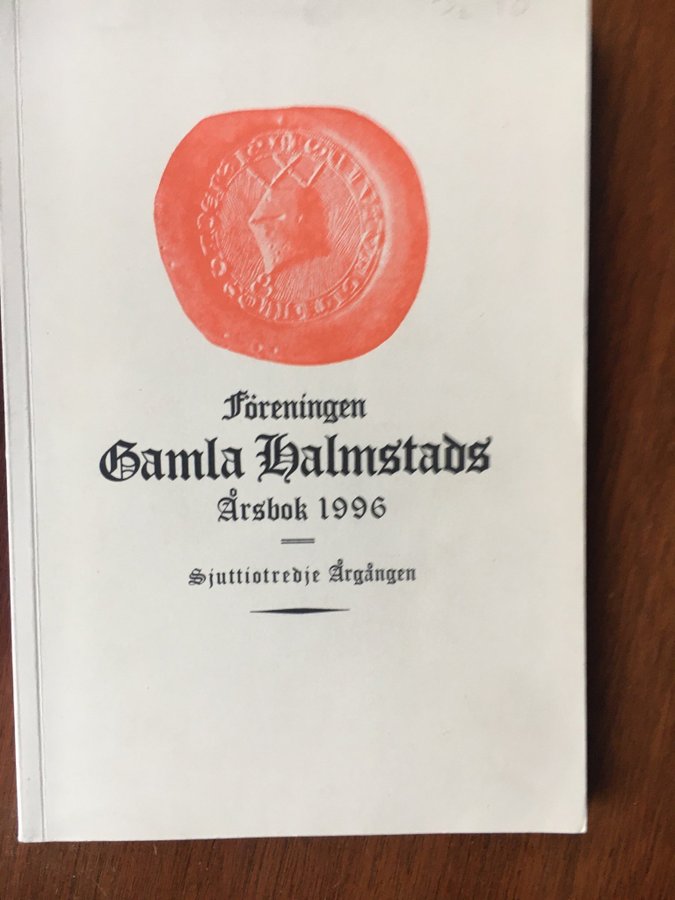 Föreningen
Gamla Halmstads
Årsbok 1996
Sjuttiotredje Årgången